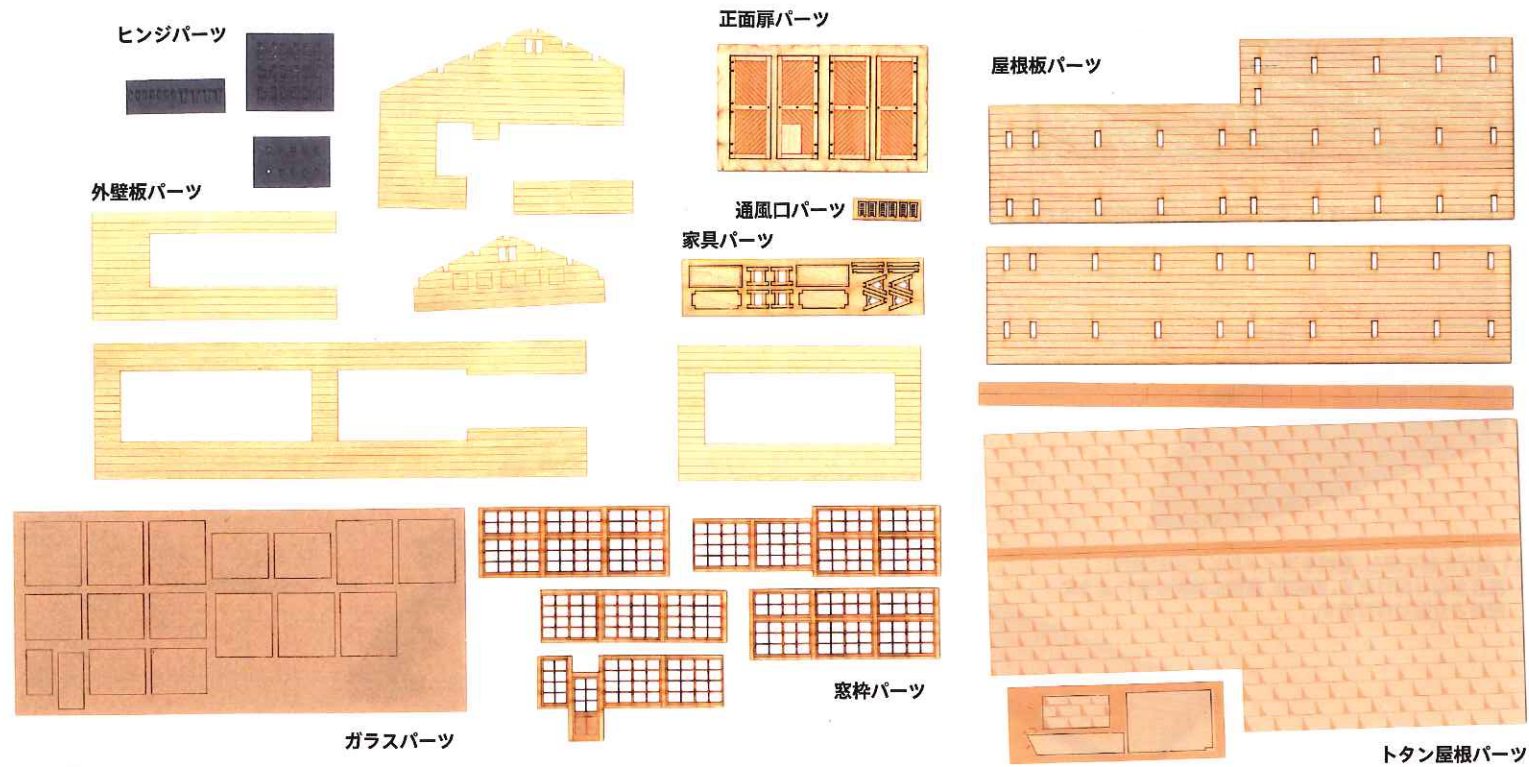 ヒンジパーツ
正面扉パーツ
屋根板パーツ
外壁板パーツ
通風口パーツ
家具パーツ
窓枠パーツ
ガラスパーツ
トタン屋根パーツ